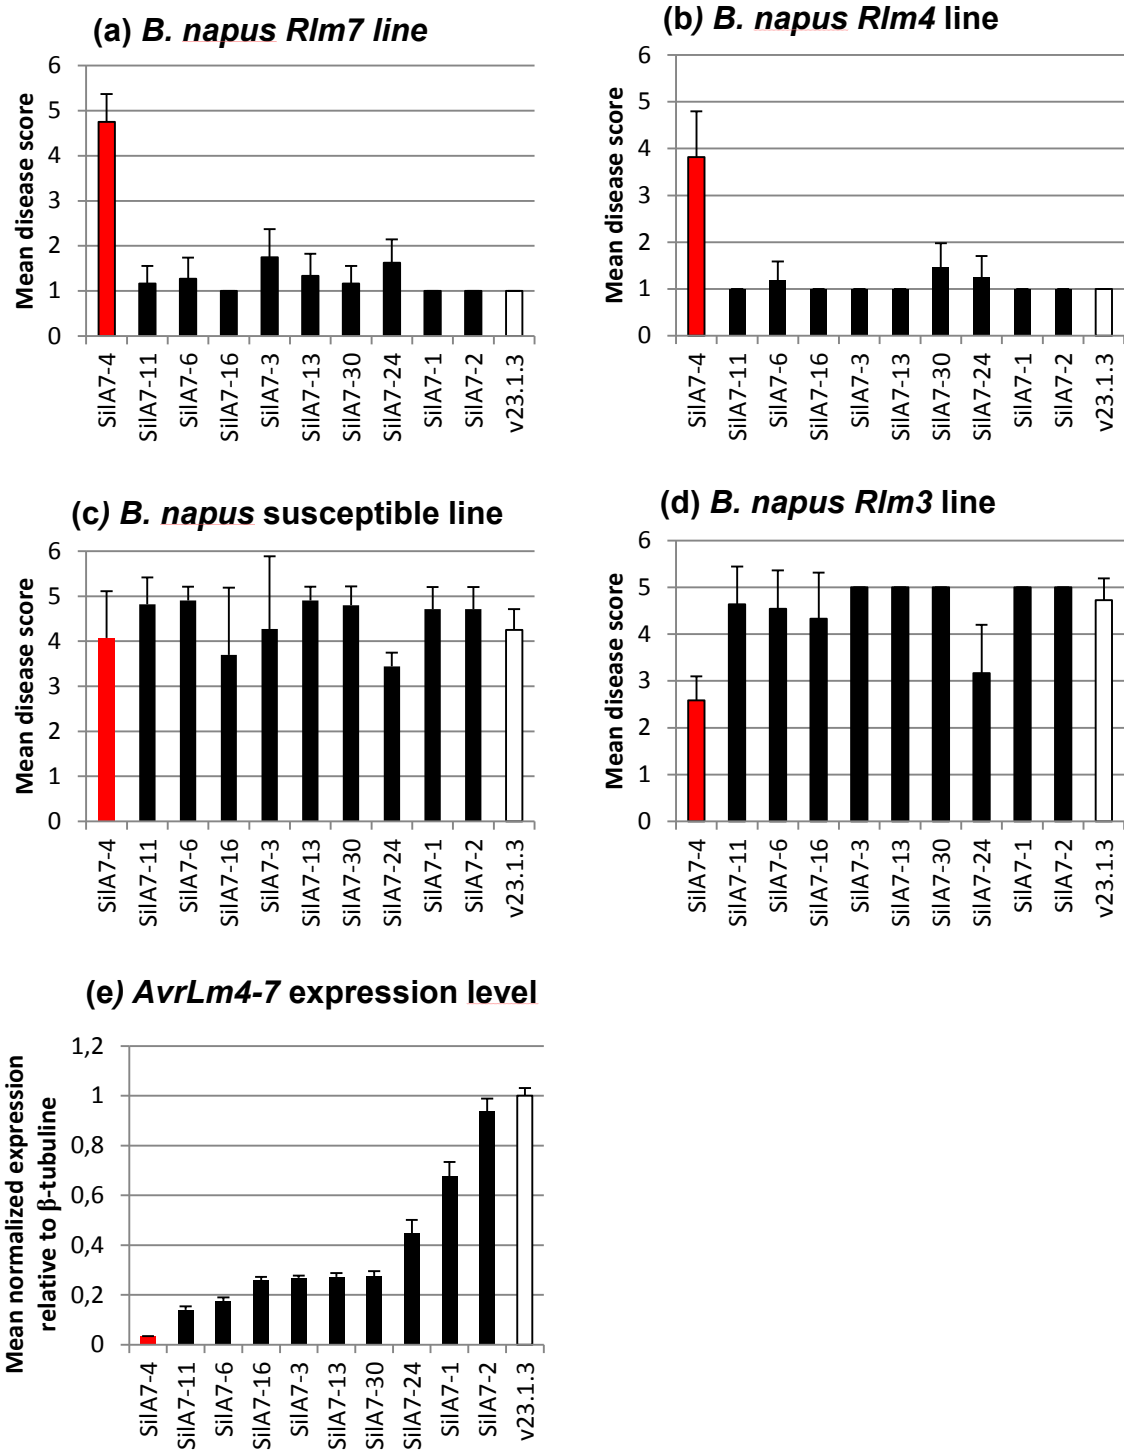 (a) B. napus Rlm7 line
Mean disease score
6
5
4
3
2
1
0
SilA7-4
SilA7-11
SilA7-6
SilA7-16
SilA7-3
SilA7-13
SilA7-30
SilA7-24
SilA7-1
SilA7-2
v23.1.3
(b) B. napus Rlm4 line
Mean disease score
6
5
4
3
2
1
0
SilA7-4
SilA7-11
SilA7-6
SilA7-16
SilA7-3
SilA7-13
SilA7-30
SilA7-24
SilA7-1
SilA7-2
v23.1.3
(c) B. napus susceptible line
Mean disease score
6
5
4
3
2
1
0
SilA7-4
SilA7-11
SilA7-6
SilA7-16
SilA7-3
SilA7-13
SilA7-30
SilA7-24
SilA7-1
SilA7-2
v23.1.3
(d) B. napus Rlm3 line
Mean disease score
6
5
4
3
2
1
0
SilA7-4
SilA7-11
SilA7-6
SilA7-16
SilA7-3
SilA7-13
SilA7-30
SilA7-24
SilA7-1
SilA7-2
v23.1.3
(e) AvrLm4-7 expression level
Mean normalized expression
relative to β-tubuline
1,2
1
0,8
0,6
0,4
0,2
0
SilA7-4
SilA7-11
SilA7-6
SilA7-16
SilA7-3
SilA7-13
SilA7-30
SilA7-24
SilA7-1
SilA7-2
v23.1.3